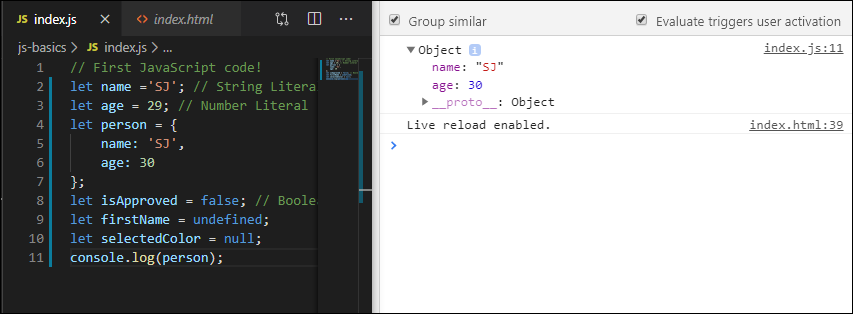 JS index.js × <> index.html ...
js-basics > JS index.js > ...
1 // First JavaScript code!
2 let name ='SJ'; // String Litera
3 let age = 29; // Number Literal
4 let person = {
5 name: 'SJ',
6 age: 30
7 };
8 let isApproved = false; // Boolea
9 let firstName = undefined;
10 let selectedColor = null;
11 console.log(person);
Group similar Evaluate triggers user activation
▼Object i index.js:11
name: "SJ"
age: 30
▶__proto__: Object
Live reload enabled. index.html:39
>